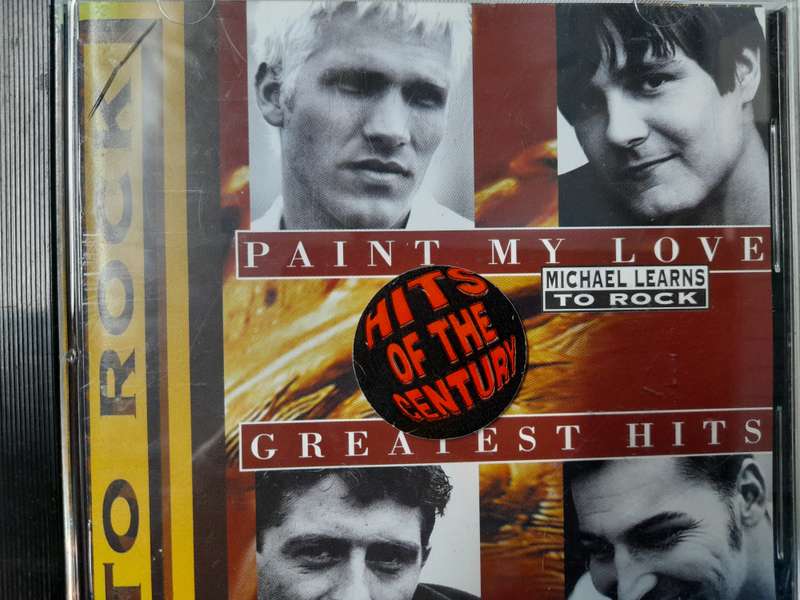 TO ROCK
PAINT MY LOVE
MICHAEL LEARNS
TO ROCK
HITS
OF THE
CENTURY
GREATEST HITS